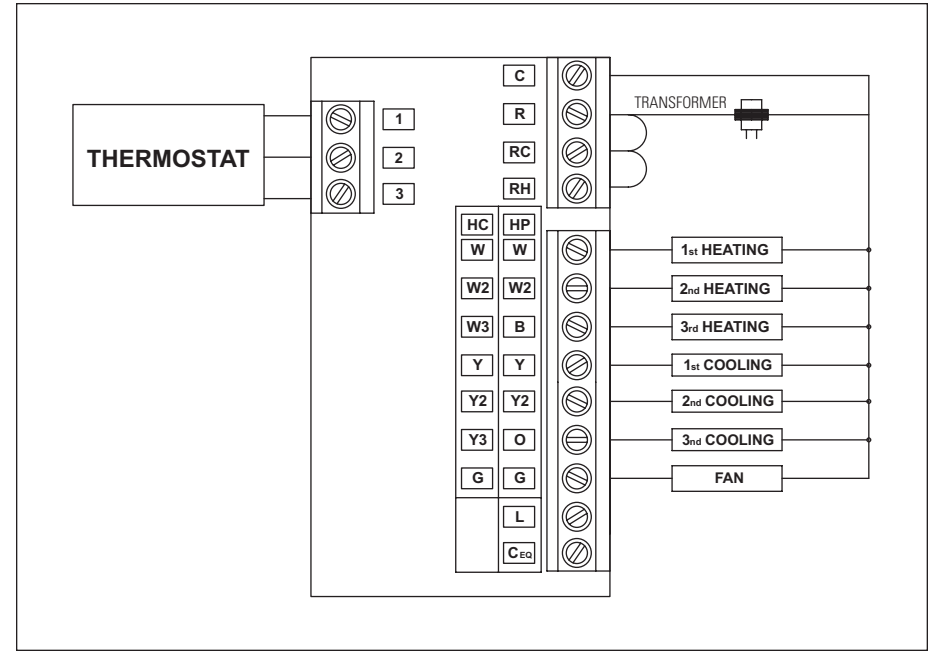 C
TRANSFORMER
R
1
THERMOSTAT
2
RC
3
RH
HC HP
W W 1st HEATING
W2 W2 2nd HEATING
W3 B 3rd HEATING
Y Y 1st COOLING
Y2 Y2 2nd COOLING
Y3 O 3nd COOLING
G G FAN
L
CEQ